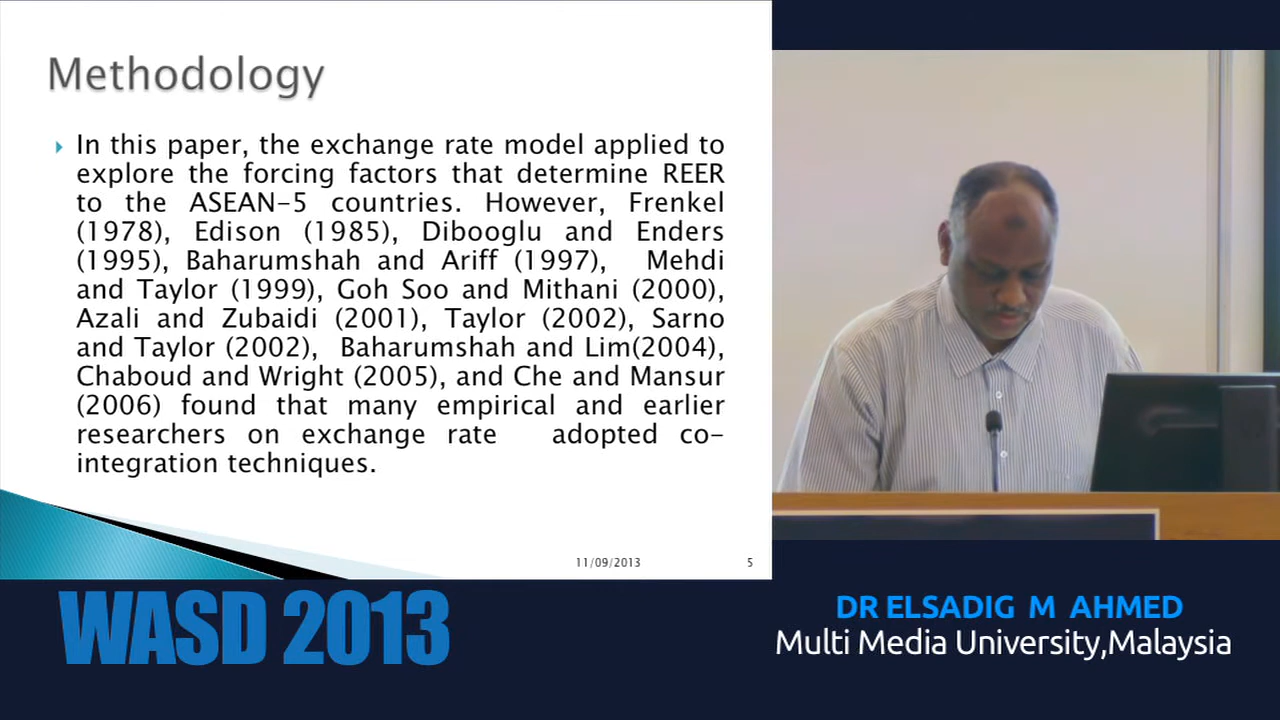 Methodology
In this paper, the exchange rate model applied to
explore the forcing factors that determine REER
to the ASEAN-5 countries. However, Frenkel
(1978), Edison (1985), Dibooglu and Enders
(1995), Baharumshah and Ariff (1997), Mehdi
and Taylor (1999), Goh Soo and Mithani (2000),
Azali and Zubaidi (2001), Taylor (2002), Sarno
and Taylor (2002), Baharumshah and Lim(2004),
Chaboud and Wright (2005), and Che and Mansur
(2006) found that many empirical and earlier
researchers on exchange rate adopted co-
integration techniques.
11/09/2013 5
WASD 2013
DR ELSADIG M AHMED
Multi Media University,Malaysia